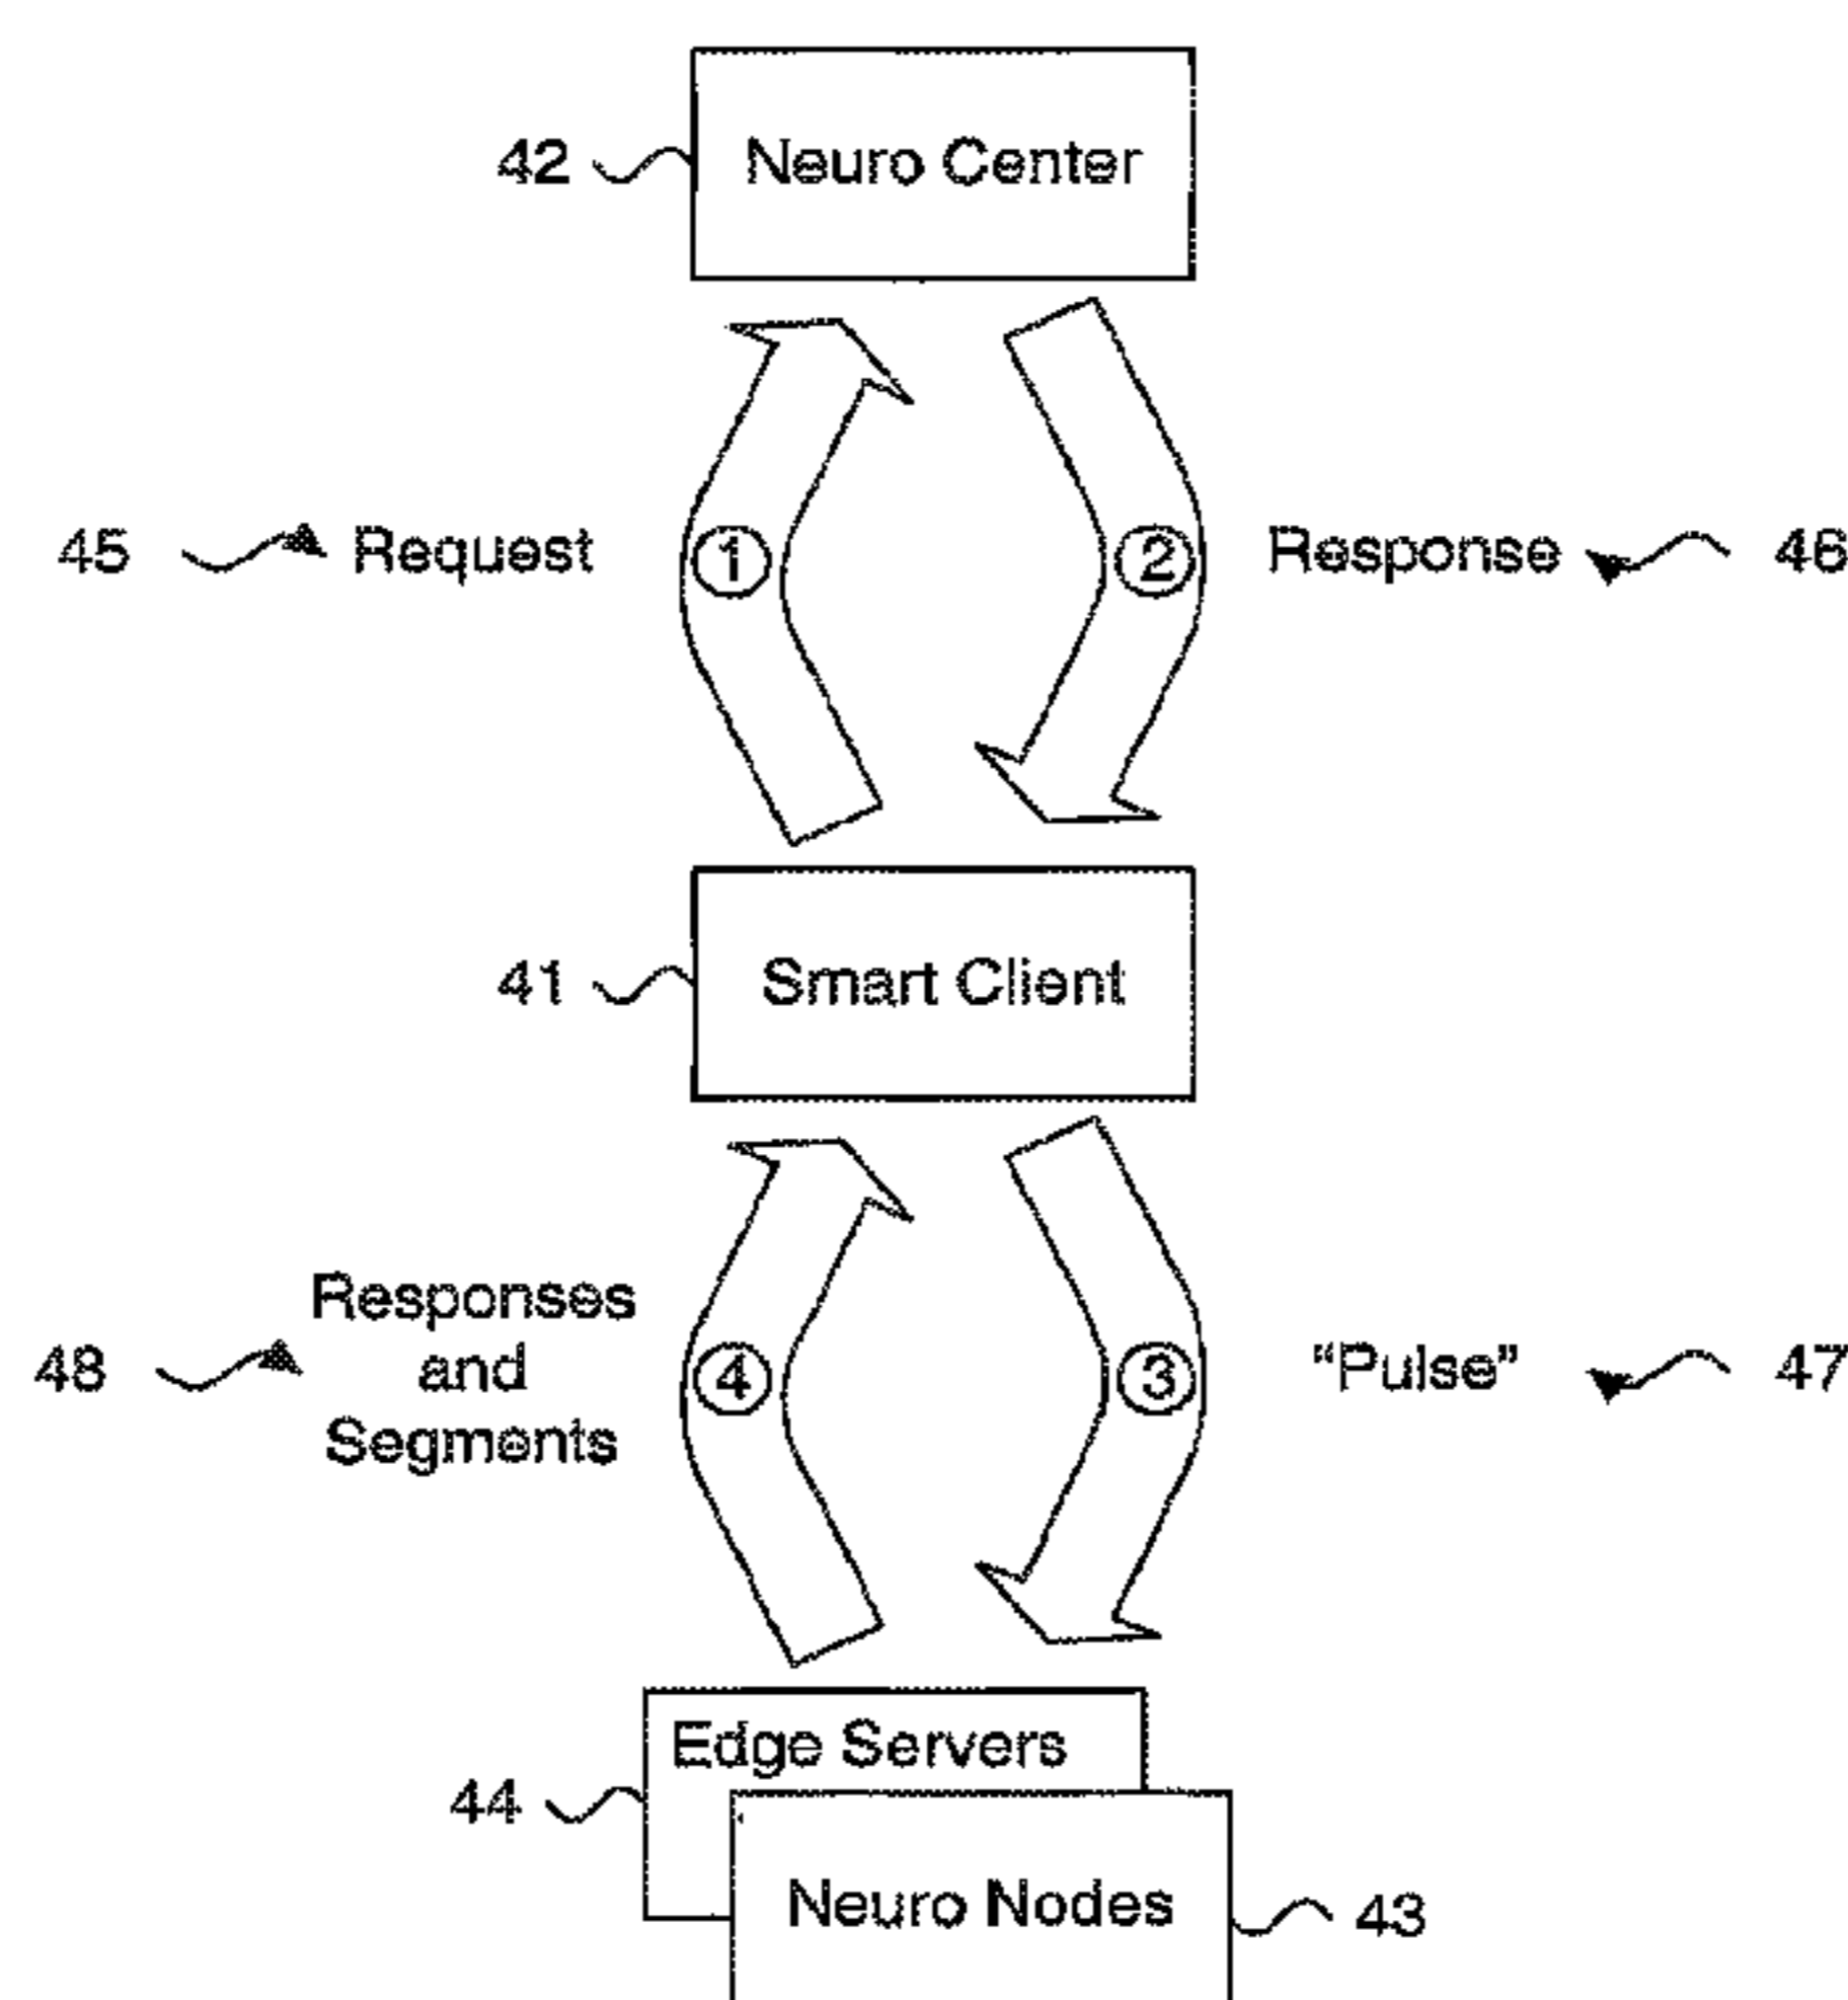 42 Neuro Center
45 Request 1 2 Response 46
41 Smart Client
Responses
48 and 4 3 "Pulse" 47
Segments
Edge Servers
44
Neuro Nodes 43